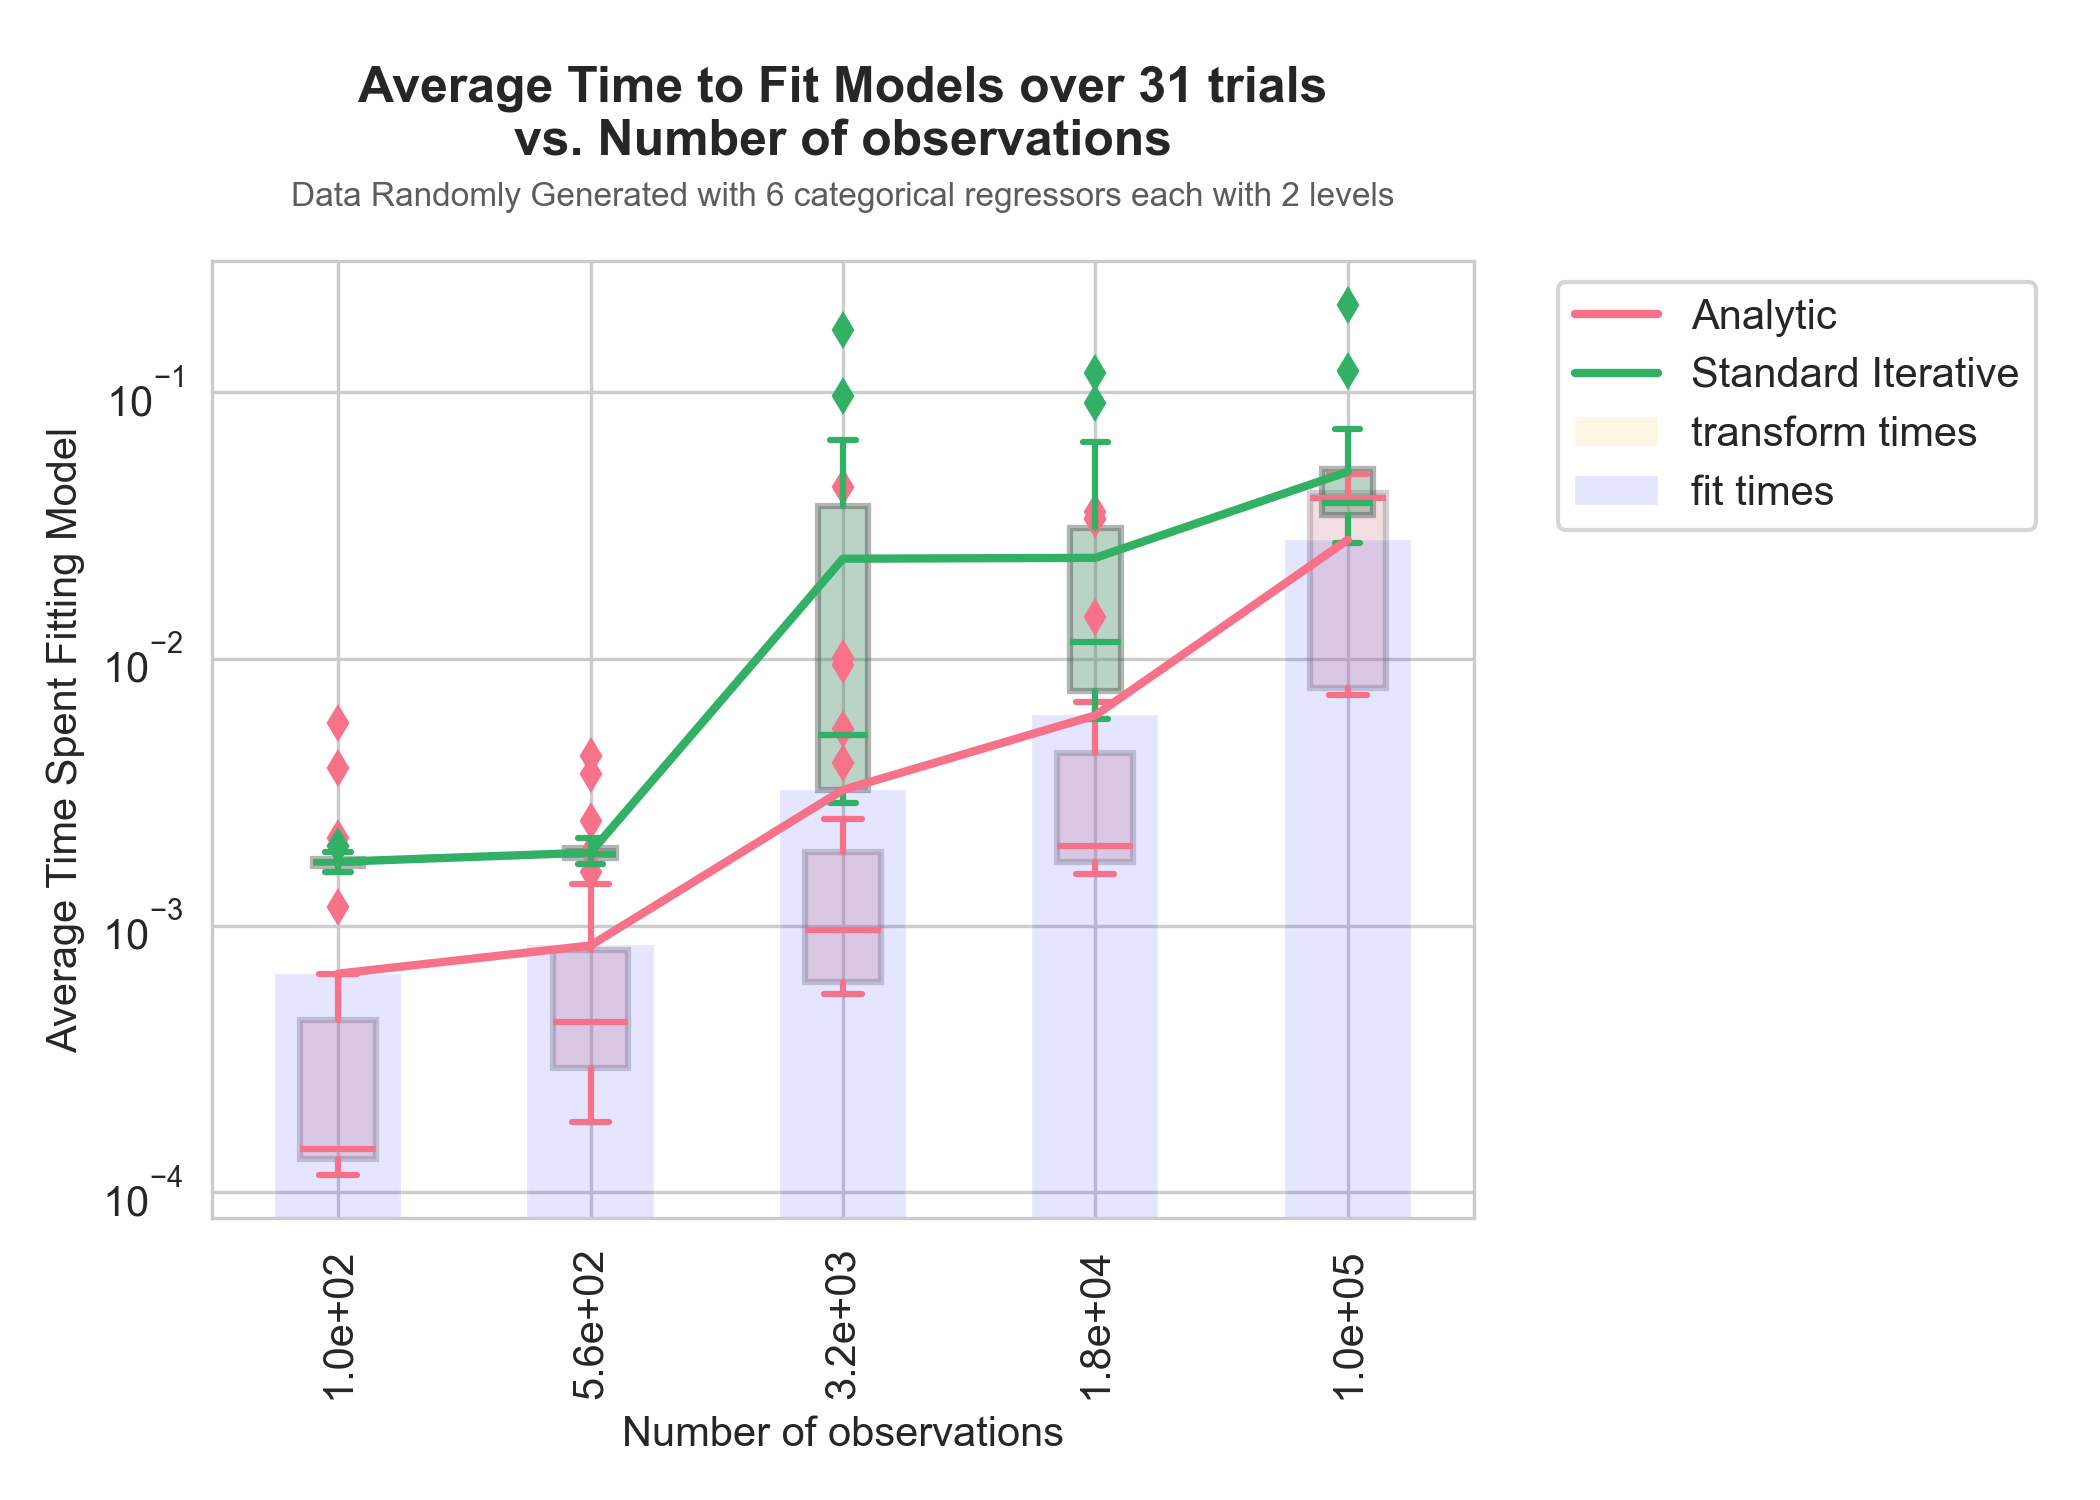 Average Time to Fit Models over 31 trials
vs. Number of observations
Data Randomly Generated with 6 categorical regressors each with 2 levels
Average Time Spent Fitting Model
10⁻¹
10⁻²
10⁻³
10⁻⁴
1.0e+02
5.6e+02
3.2e+03
1.8e+04
1.0e+05
Number of observations
Analytic
Standard Iterative
transform times
fit times